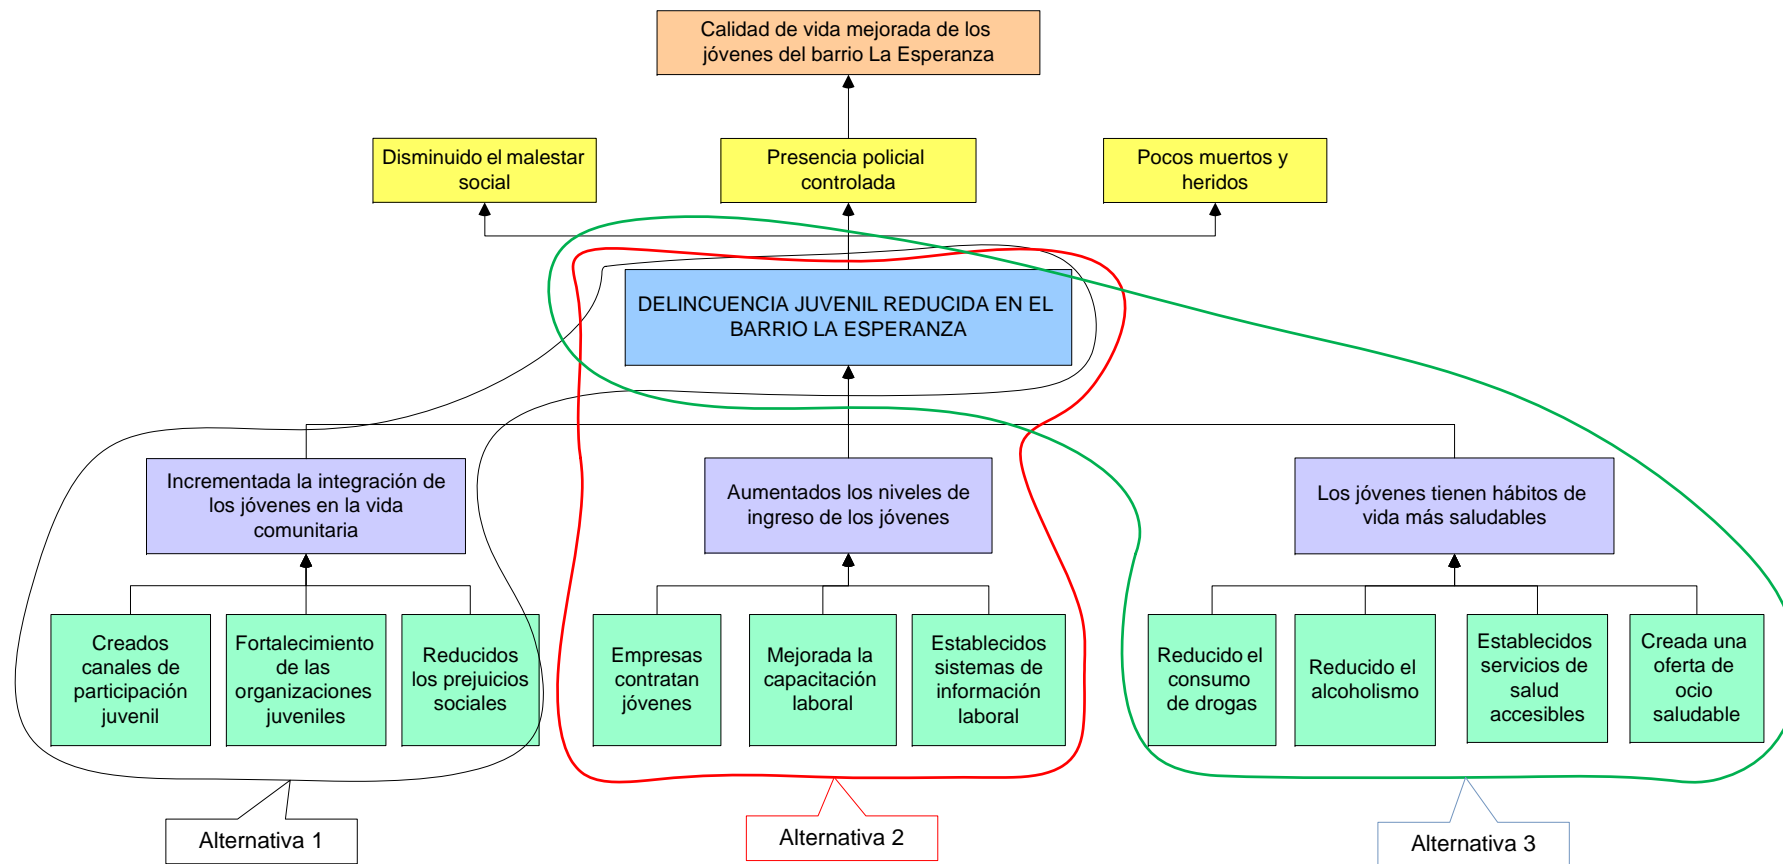 Calidad de vida mejorada de los
jóvenes del barrio La Esperanza
Disminuido el malestar
social
Presencia policial
controlada
Pocos muertos y
heridos
DELINCUENCIA JUVENIL REDUCIDA EN EL
BARRIO LA ESPERANZA
Incrementada la integración de
los jóvenes en la vida
comunitaria
Aumentados los niveles de
ingreso de los jóvenes
Los jóvenes tienen hábitos de
vida más saludables
Creados
canales de
participación
juvenil
Fortalecimiento
de las
organizaciones
juveniles
Reducidos
los prejuicios
sociales
Empresas
contratan
jóvenes
Mejorada la
capacitación
laboral
Establecidos
sistemas de
información
laboral
Reducido el
consumo
de drogas
Reducido el
alcoholismo
Establecidos
servicios de
salud
accesibles
Creada una
oferta de
ocio
saludable
Alternativa 1
Alternativa 2
Alternativa 3